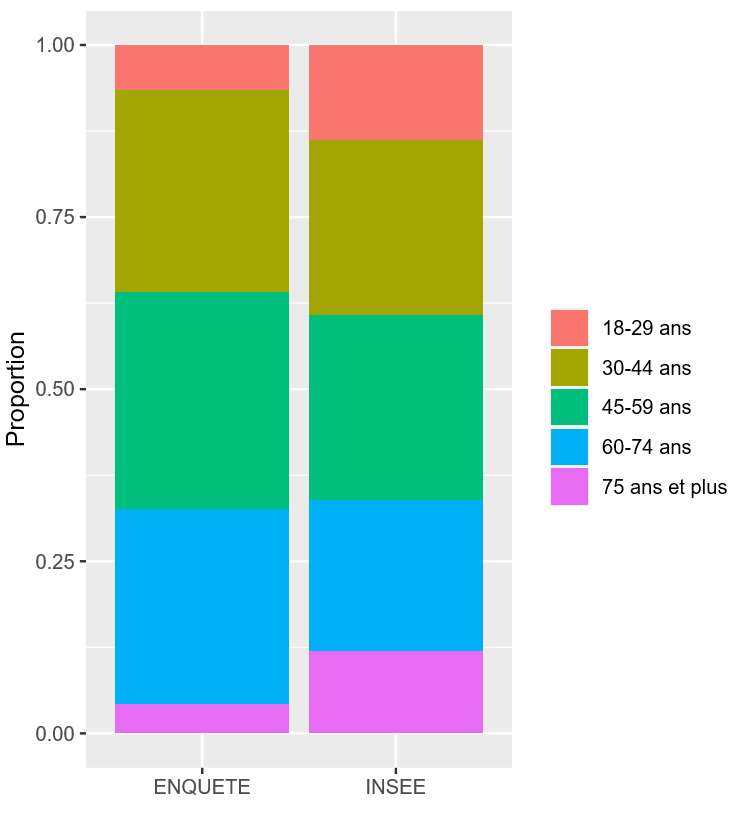 Proportion
1.00
0.75
0.50
0.25
0.00
ENQUETE
INSEE
18-29 ans
30-44 ans
45-59 ans
60-74 ans
75 ans et plus